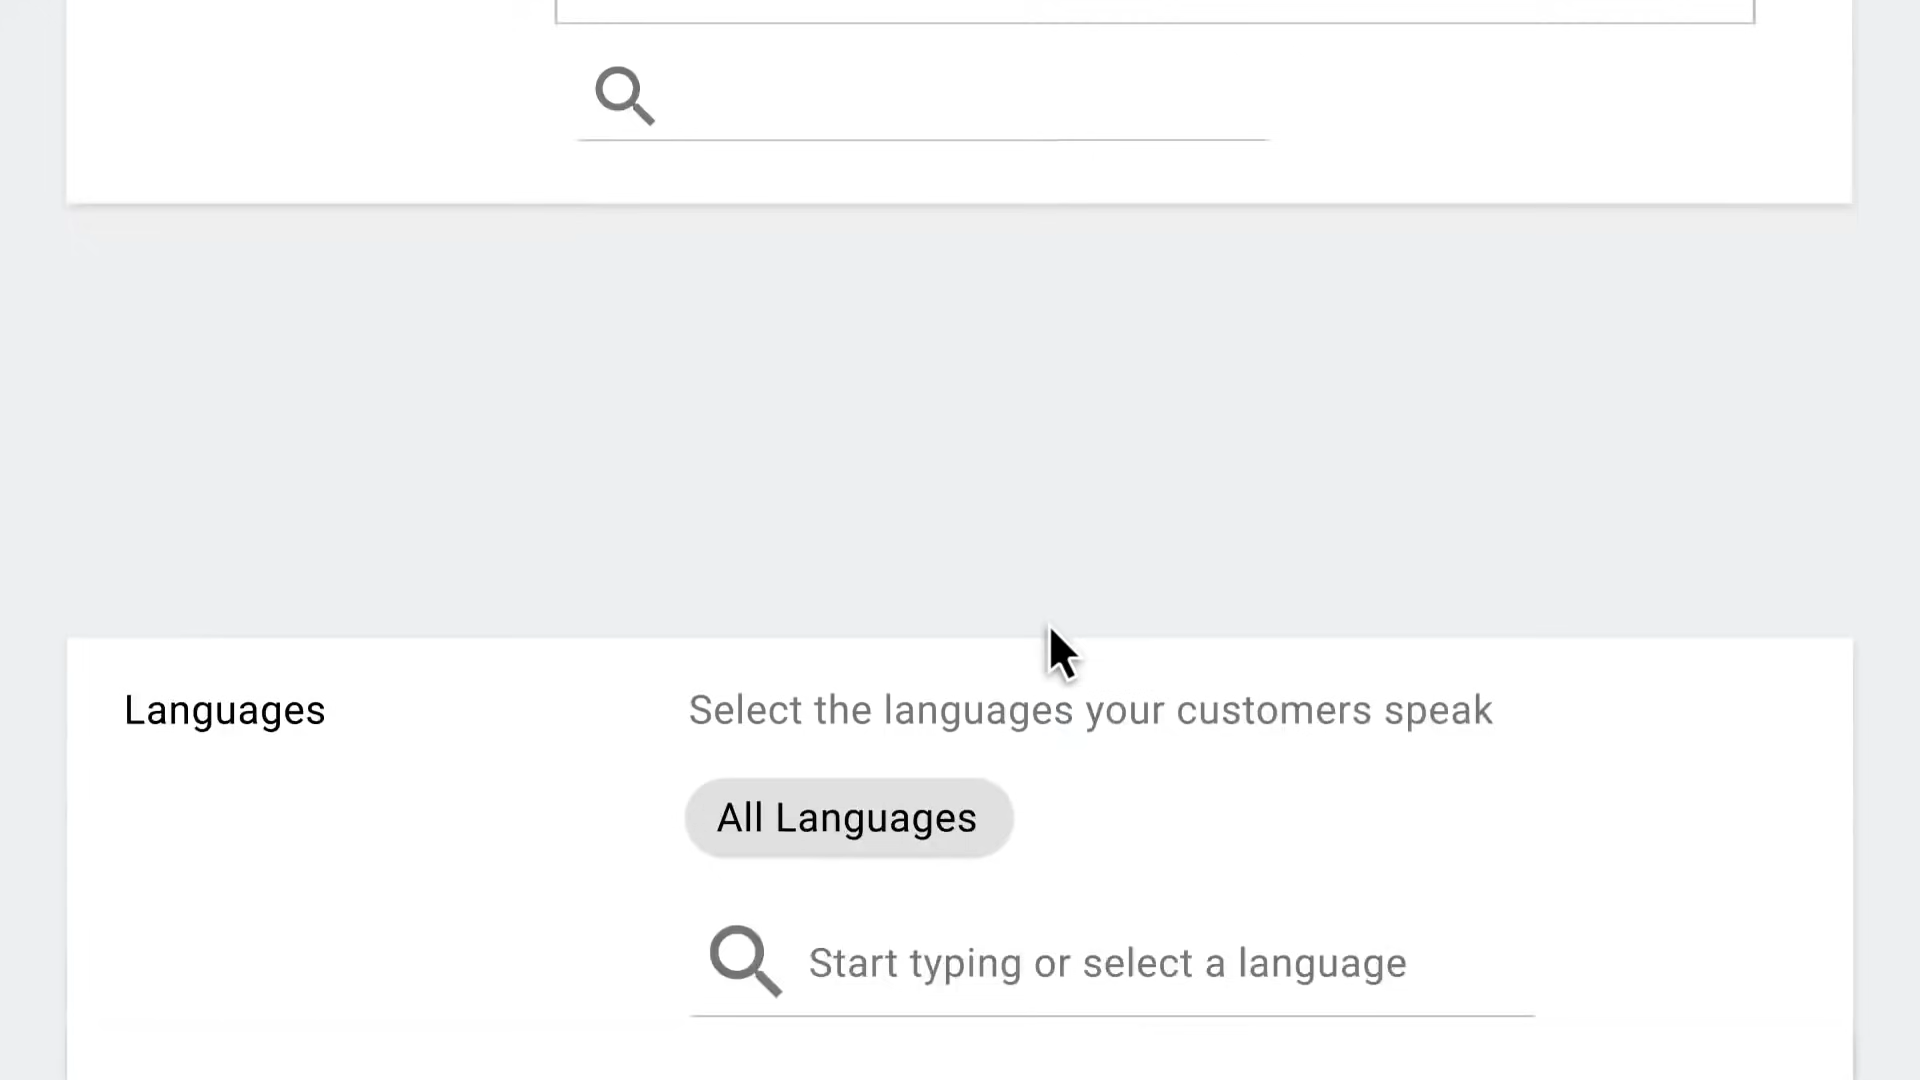 Languages
Select the languages your customers speak
All Languages
Start typing or select a language